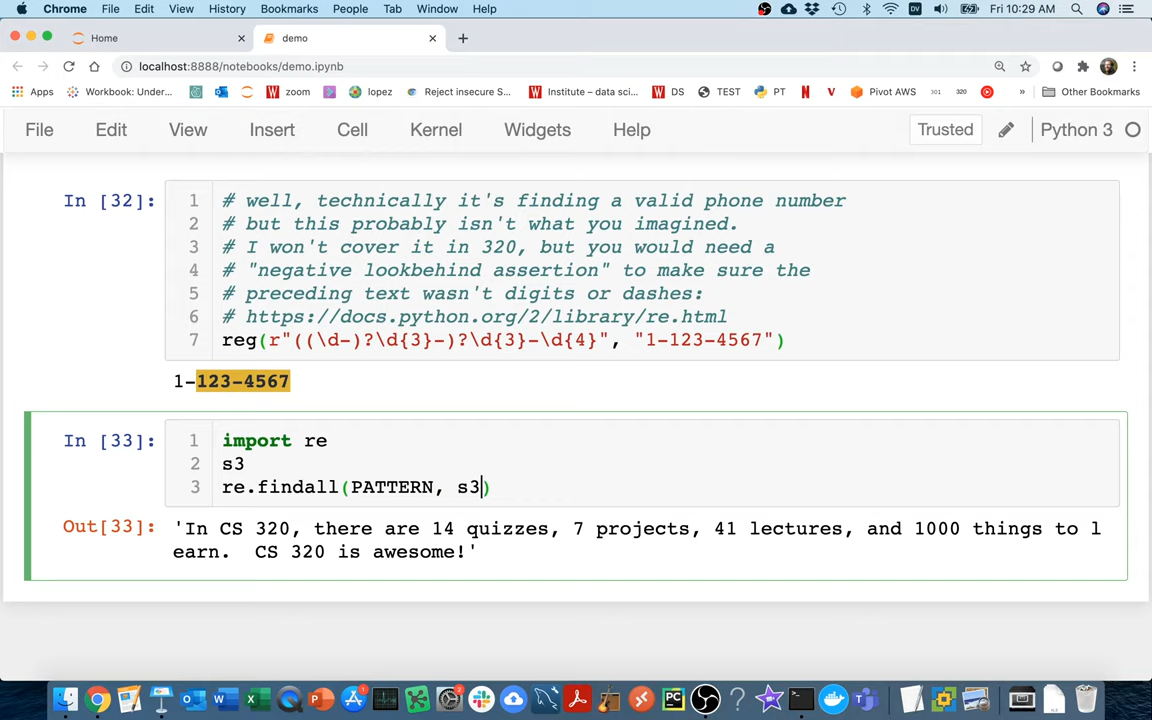 Chrome File Edit View History Bookmarks People Tab Window Help DV Fri 10:29 AM
Home × demo × +
localhost:8888/notebooks/demo.ipynb
Apps Workbook: Under... zoom lopez Reject insecure S... Institute – data sci... DS TEST PT Pivot AWS 301 320 » Other Bookmarks
File Edit View Insert Cell Kernel Widgets Help Trusted Python 3
In [32]:
1 # well, technically it's finding a valid phone number
2 # but this probably isn't what you imagined.
3 # I won't cover it in 320, but you would need a
4 # "negative lookbehind assertion" to make sure the
5 # preceding text wasn't digits or dashes:
6 # https://docs.python.org/2/library/re.html
7 reg(r"((\d-)?\d{3}-)?\d{3}-\d{4}", "1-123-4567")
1-123-4567
In [33]:
1 import re
2 s3
3 re.findall(PATTERN, s3)
Out[33]: 'In CS 320, there are 14 quizzes, 7 projects, 41 lectures, and 1000 things to l
earn.  CS 320 is awesome!'